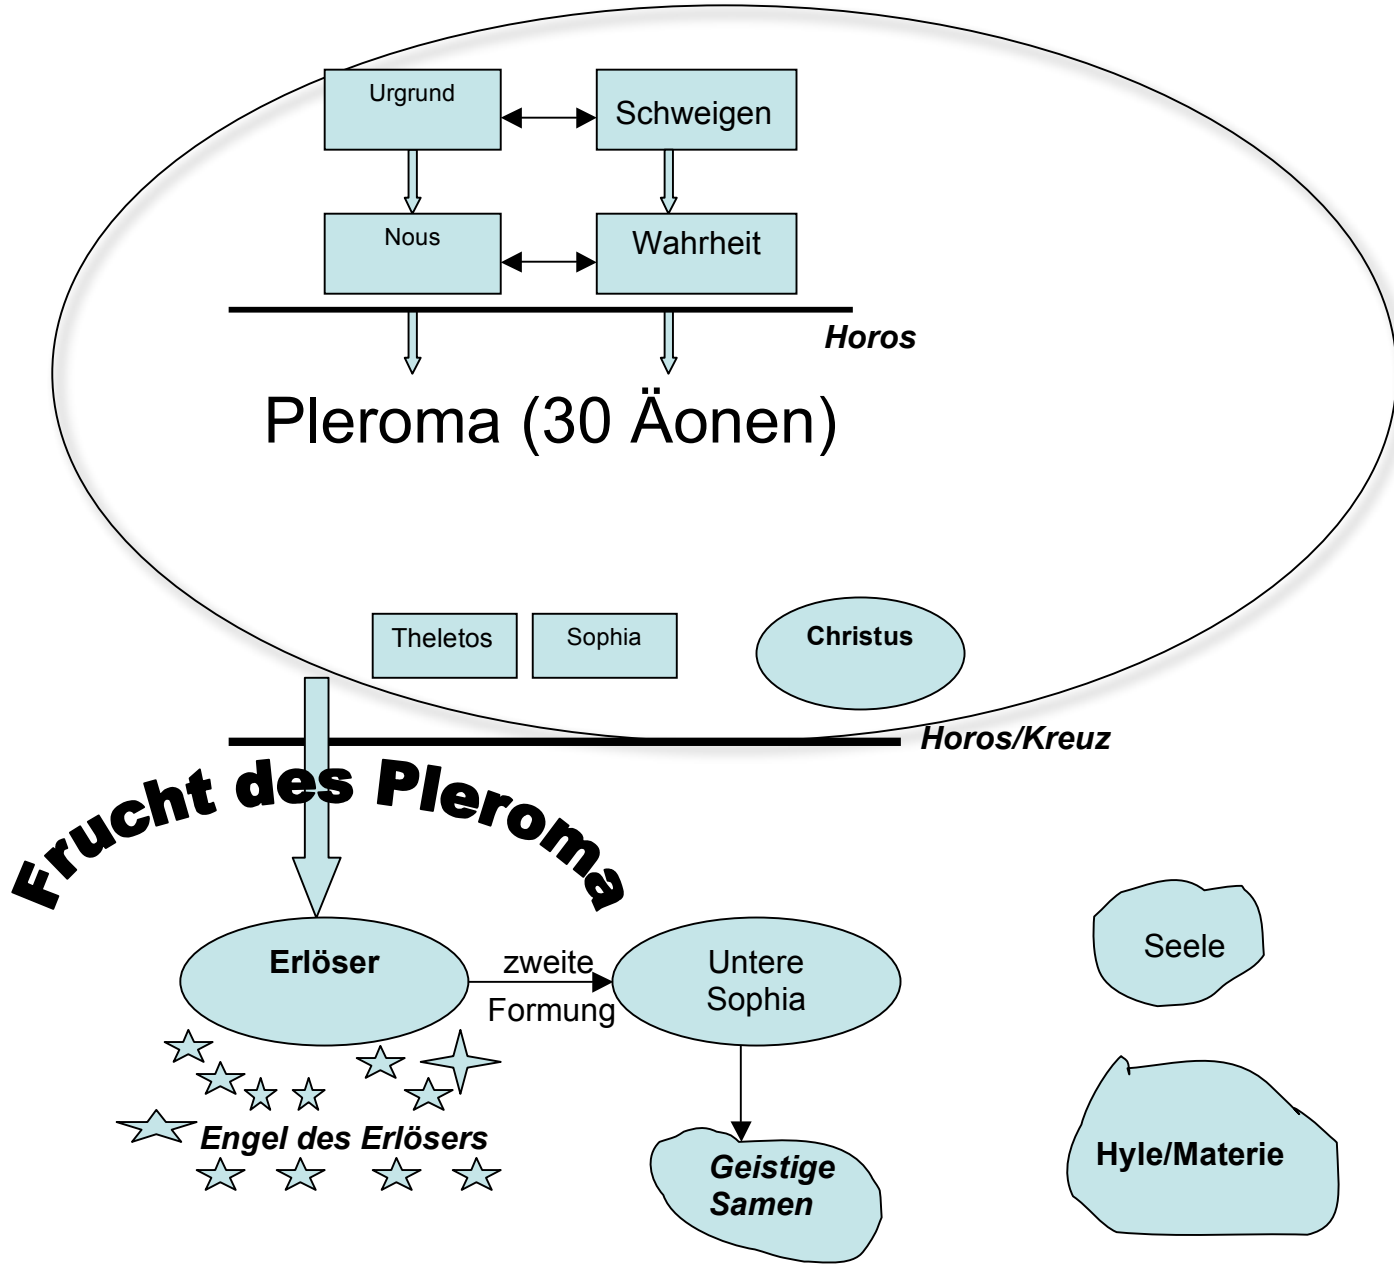 Urgrund
Schweigen
Nous
Wahrheit
Horos
Pleroma (30 Äonen)
Theletos
Sophia
Christus
Horos/Kreuz
Frucht des Pleroma
Erlöser
zweite
Formung
Untere
Sophia
Seele
Engel des Erlösers
Geistige
Samen
Hyle/Materie